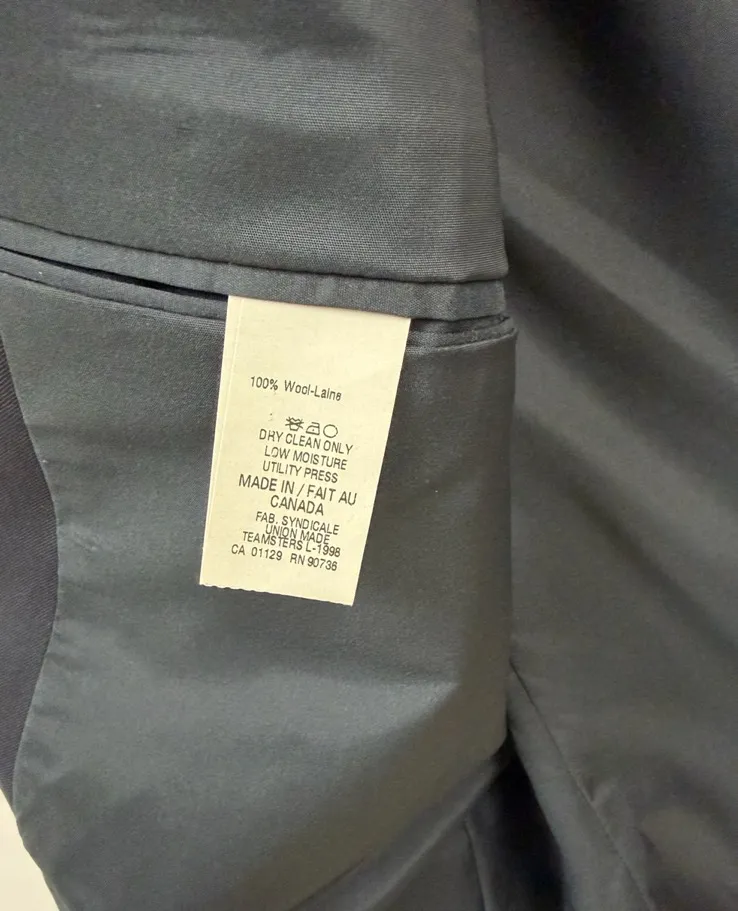 100% Wool-Laine
DRY CLEAN ONLY
LOW MOISTURE
UTILITY PRESS
MADE IN / FAIT AU
CANADA
FAB. SYNDICALE
UNION MADE
TEAMSTERS L-1998
CA 01129 RN 90736